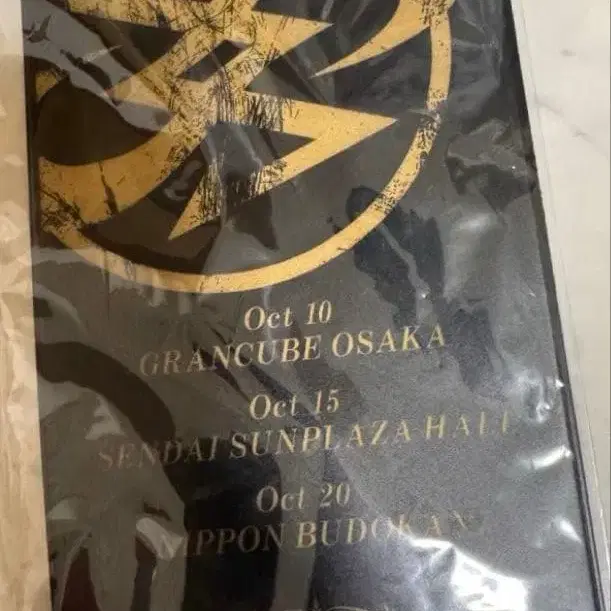 Oct 10
GRANCUBE OSAKA
Oct 15
SENDAI SUNPLAZA HALL
Oct 20
NIPPON BUDOKAN